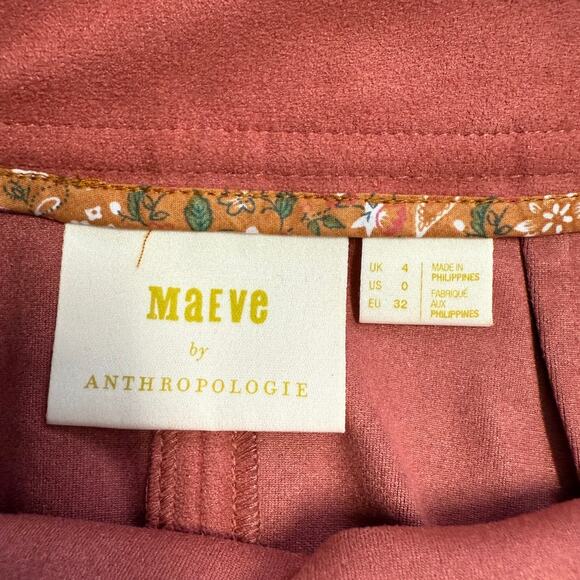 MaEVe
by
ANTHROPOLOGIE
UK 4
US 0
EU 32
MADE IN
PHILIPPINES
FABRIQUÉ
AUX
PHILIPPINES